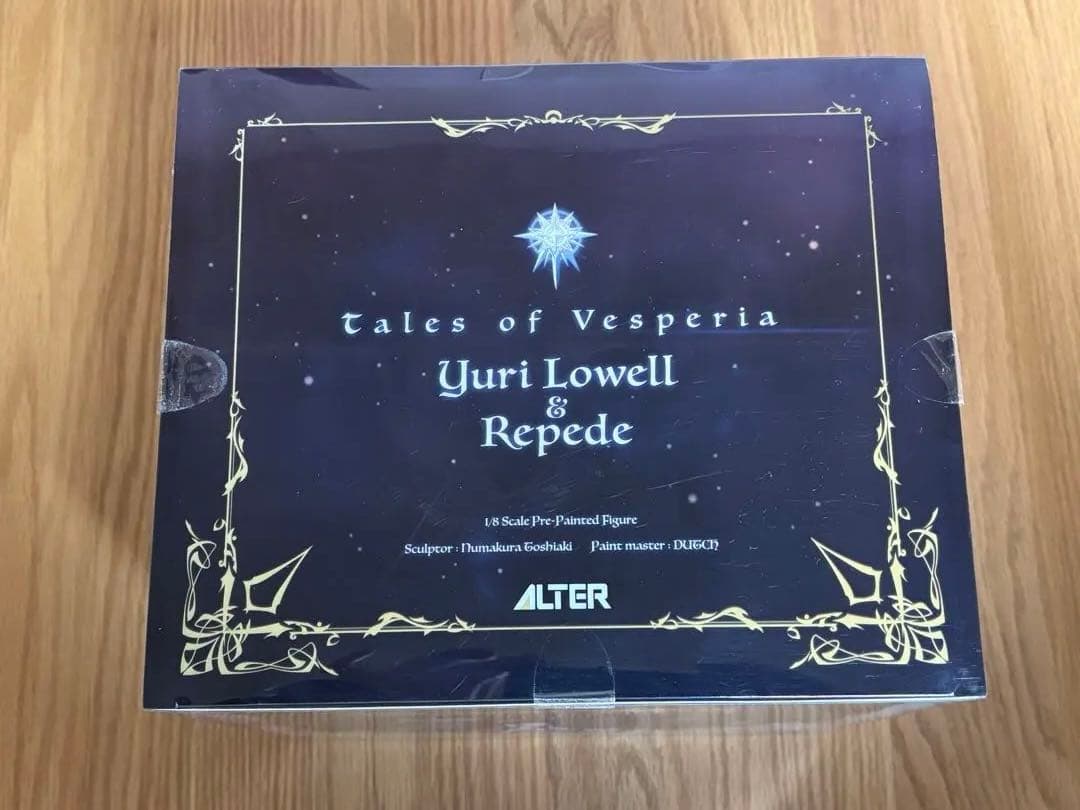 Tales of Vesperia
Yuri Lowell
&
Repede
1/8 Scale Pre-Painted Figure
Sculptor : Numakura Toshiaki Paint master : DUTCH
ALTER